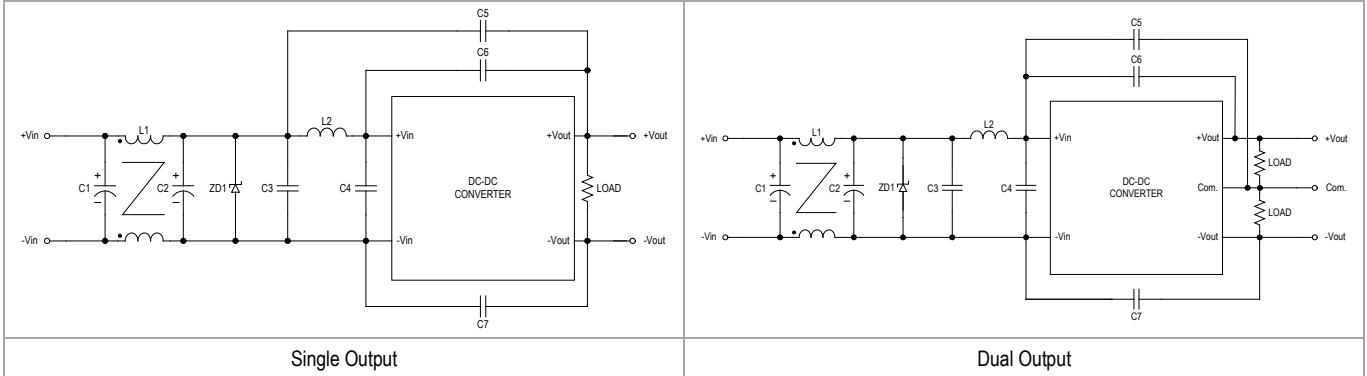 C5
C6
L1
L2
+Vin
+Vin
+Vout
+Vout
+
+
C1
C2
ZD1
C3
C4
DC-DC
CONVERTER
LOAD
-Vin
-Vin
-Vout
-Vout
C7
Single Output
C5
C6
L1
L2
+Vin
+Vin
+Vout
+Vout
LOAD
+
+
C1
C2
ZD1
C3
C4
DC-DC
CONVERTER
Com.
Com.
LOAD
-Vin
-Vin
-Vout
-Vout
C7
Dual Output